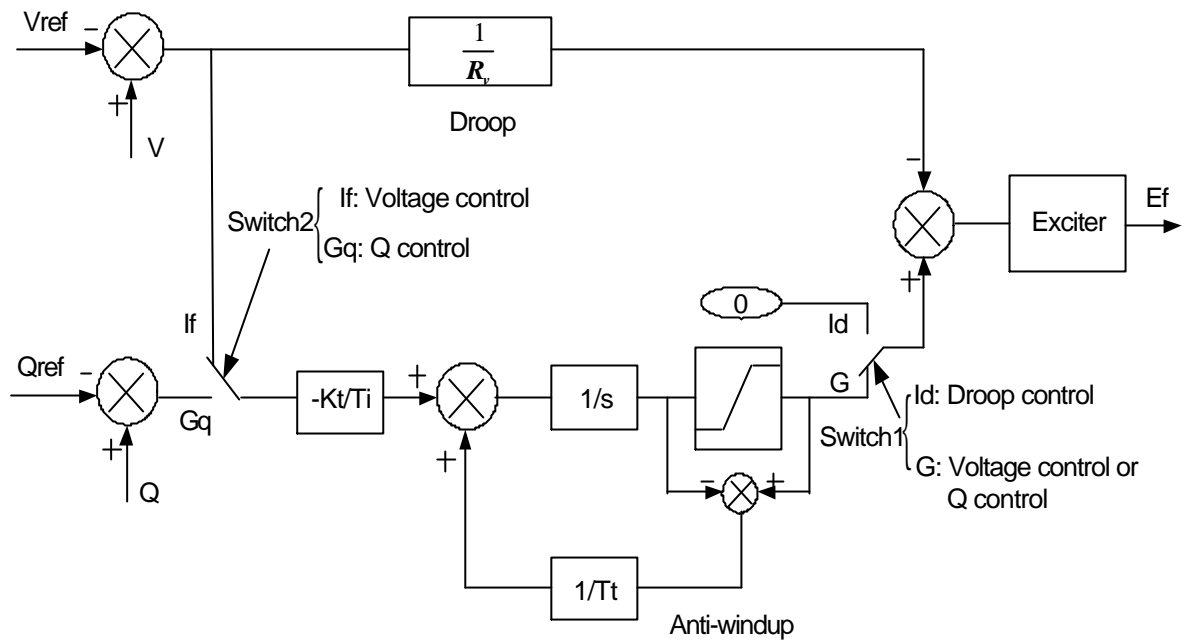 Vref
V
1
Rv
Droop
Switch2
If: Voltage control
Gq: Q control
Exciter
Ef
0
Id
If
Qref
Gq
Q
-Kt/Ti
1/s
G
Switch1
Id: Droop control
G: Voltage control or
Q control
1/Tt
Anti-windup